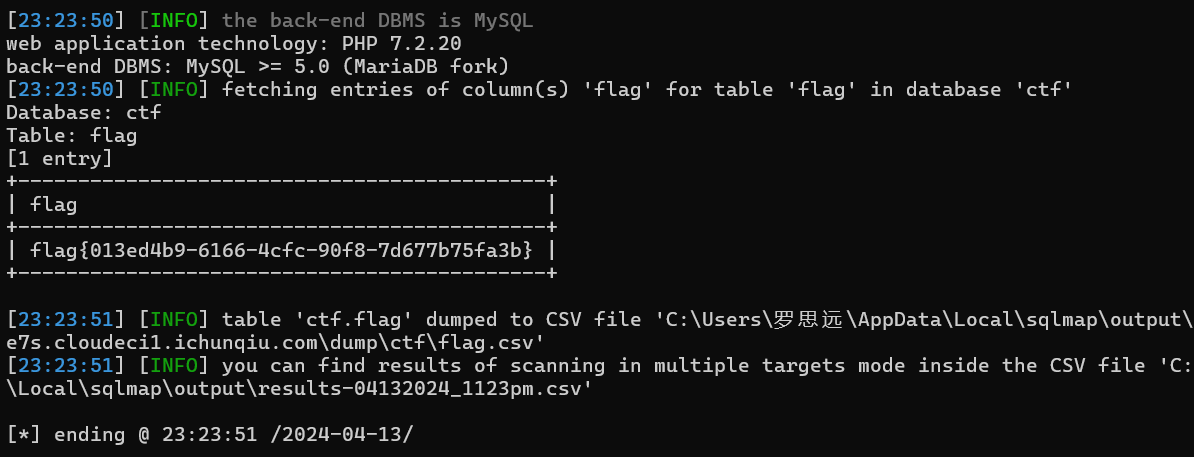 [23:23:50] [INFO] the back-end DBMS is MySQL
web application technology: PHP 7.2.20
back-end DBMS: MySQL >= 5.0 (MariaDB fork)
[23:23:50] [INFO] fetching entries of column(s) 'flag' for table 'flag' in database 'ctf'
Database: ctf
Table: flag
[1 entry]
+--------------------------------------------+
| flag                                       |
+--------------------------------------------+
| flag{013ed4b9-6166-4cfc-90f8-7d677b75fa3b} |
+--------------------------------------------+
[23:23:51] [INFO] table 'ctf.flag' dumped to CSV file 'C:\Users\罗思远\AppData\Local\sqlmap\output\
e7s.cloudeci1.ichunqiu.com\dump\ctf\flag.csv'
[23:23:51] [INFO] you can find results of scanning in multiple targets mode inside the CSV file 'C:
\Local\sqlmap\output\results-04132024_1123pm.csv'
[*] ending @ 23:23:51 /2024-04-13/